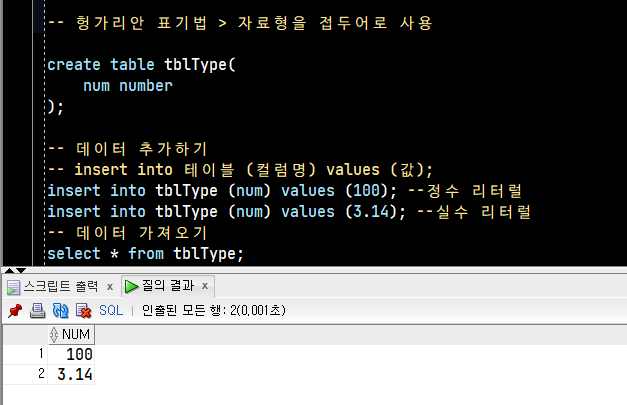 -- 헝가리안 표기법 > 자료형을 접두어로 사용
create table tblType(
num number
);
-- 데이터 추가하기
-- insert into 테이블 (컬럼명) values (값);
insert into tblType (num) values (100); --정수 리터럴
insert into tblType (num) values (3.14); --실수 리터럴
-- 데이터 가져오기
select * from tblType;
스크립트 출력 x 질의 결과 x
SQL | 인출된 모든 행: 2(0,001초)
NUM
1 100
2 3.14